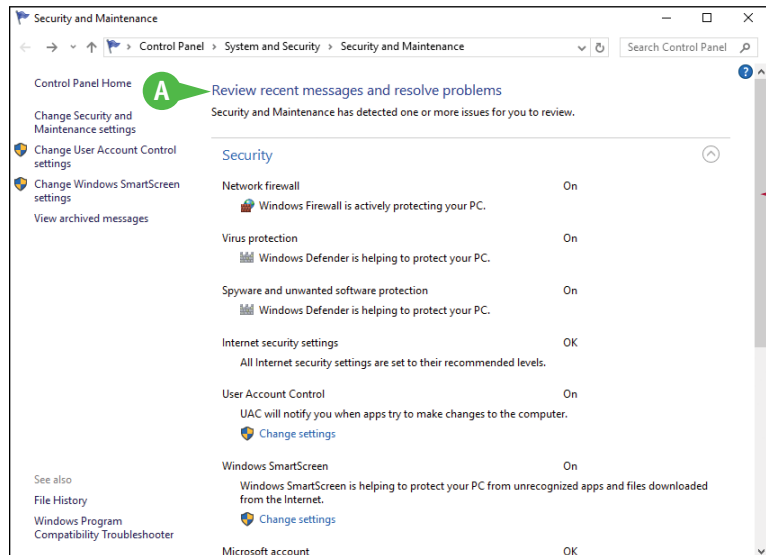 Security and Maintenance
Control Panel > System and Security > Security and Maintenance
Search Control Panel
?
Control Panel Home
Change Security and
Maintenance settings
Change User Account Control
settings
Change Windows SmartScreen
settings
View archived messages
See also
File History
Windows Program
Compatibility Troubleshooter
A
Review recent messages and resolve problems
Security and Maintenance has detected one or more issues for you to review.
Security
Network firewall On
Windows Firewall is actively protecting your PC.
Virus protection On
Windows Defender is helping to protect your PC.
Spyware and unwanted software protection On
Windows Defender is helping to protect your PC.
Internet security settings OK
All Internet security settings are set to their recommended levels.
User Account Control On
UAC will notify you when apps try to make changes to the computer.
Change settings
Windows SmartScreen On
Windows SmartScreen is helping to protect your PC from unrecognized apps and files downloaded
from the Internet.
Change settings
Microsoft account OK